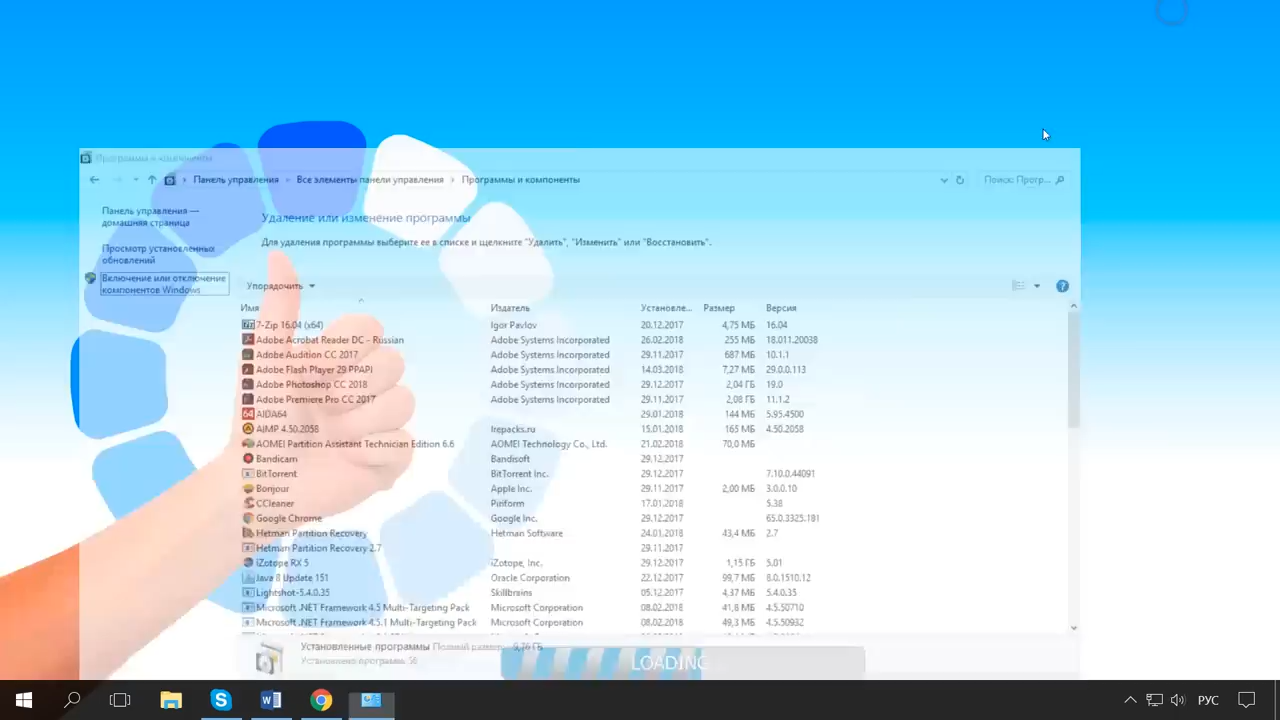 Программы и компоненты
Панель управления › Все элементы панели управления › Программы и компоненты
Поиск: Прогр...
Панель управления — домашняя страница
Просмотр установленных обновлений
Включение или отключение компонентов Windows
Удаление или изменение программы
Для удаления программы выберите ее в списке и щелкните "Удалить", "Изменить" или "Восстановить".
Упорядочить
Имя Издатель Установле... Размер Версия
7-Zip 16.04 (x64) Igor Pavlov 20.12.2017 4,75 МБ 16.04
Adobe Acrobat Reader DC - Russian Adobe Systems Incorporated 26.02.2018 255 МБ 18.011.20038
Adobe Audition CC 2017 Adobe Systems Incorporated 29.11.2017 687 МБ 10.1.1
Adobe Flash Player 29 PPAPI Adobe Systems Incorporated 14.03.2018 7,27 МБ 29.0.0.113
Adobe Photoshop CC 2018 Adobe Systems Incorporated 29.12.2017 2,04 ГБ 19.0
Adobe Premiere Pro CC 2017 Adobe Systems Incorporated 29.11.2017 2,08 ГБ 11.1.2
AIDA64 29.01.2018 144 МБ 5.95.4500
AIMP 4.50.2058 lrepacks.ru 15.01.2018 165 МБ 4.50.2058
AOMEI Partition Assistant Technician Edition 6.6 AOMEI Technology Co., Ltd. 21.02.2018 70,0 МБ
Bandicam Bandisoft 29.12.2017
BitTorrent BitTorrent Inc. 29.12.2017 7.10.0.44091
Bonjour Apple Inc. 29.11.2017 2,00 МБ 3.0.0.10
CCleaner Piriform 17.01.2018 5.38
Google Chrome Google Inc. 29.12.2017 65.0.3325.181
Hetman Partition Recovery Hetman Software 24.01.2018 43,4 МБ 2.7
Hetman Partition Recovery 2.7 29.11.2017
iZotope RX 5 iZotope, Inc. 29.12.2017 1,15 ГБ 5.01
Java 8 Update 151 Oracle Corporation 22.12.2017 99,7 МБ 8.0.1510.12
Lightshot-5.4.0.35 Skillbrains 05.12.2017 4,37 МБ 5.4.0.35
Microsoft .NET Framework 4.5 Multi-Targeting Pack Microsoft Corporation 08.02.2018 41,8 МБ 4.5.50710
Microsoft .NET Framework 4.5.1 Multi-Targeting Pack Microsoft Corporation 08.02.2018 49,3 МБ 4.5.50932
Установленные программы Полный размер:
Установлено программ: 56
LOADING
РУС